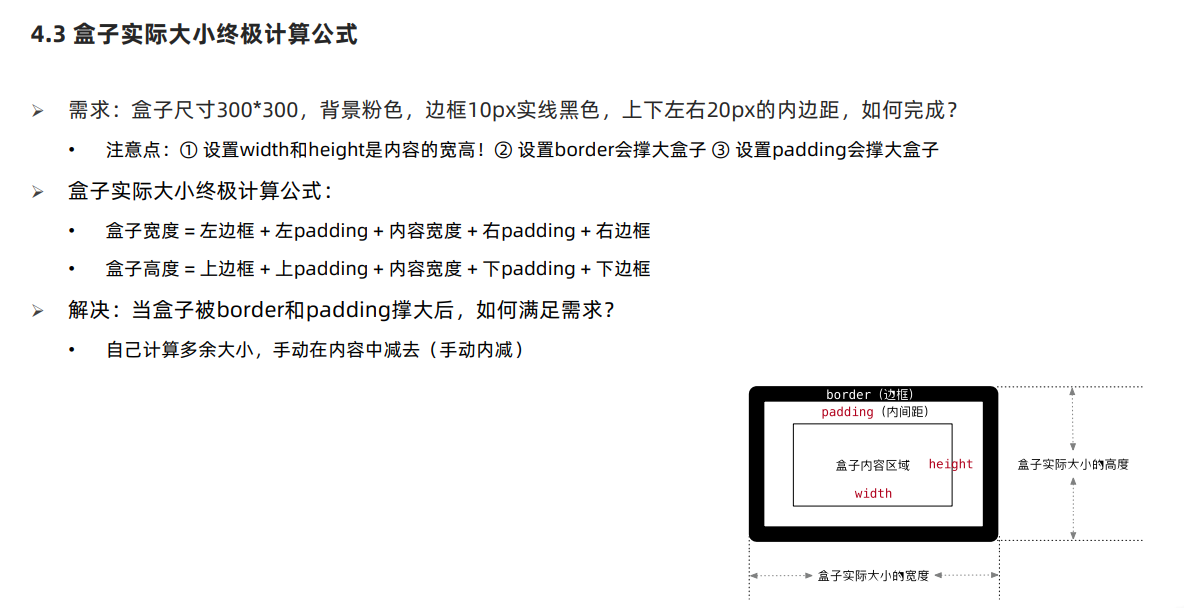 4.3 盒子实际大小终极计算公式
➢ 需求：盒子尺寸300*300，背景粉色，边框10px实线黑色，上下左右20px的内边距，如何完成？
• 注意点：① 设置width和height是内容的宽高！② 设置border会撑大盒子 ③ 设置padding会撑大盒子
➢ 盒子实际大小终极计算公式：
• 盒子宽度 = 左边框 + 左padding + 内容宽度 + 右padding + 右边框
• 盒子高度 = 上边框 + 上padding + 内容宽度 + 下padding + 下边框
➢ 解决：当盒子被border和padding撑大后，如何满足需求？
• 自己计算多余大小，手动在内容中减去（手动内减）
border（边框）
padding（内间距）
盒子内容区域
height
width
盒子实际大小的高度
盒子实际大小的宽度